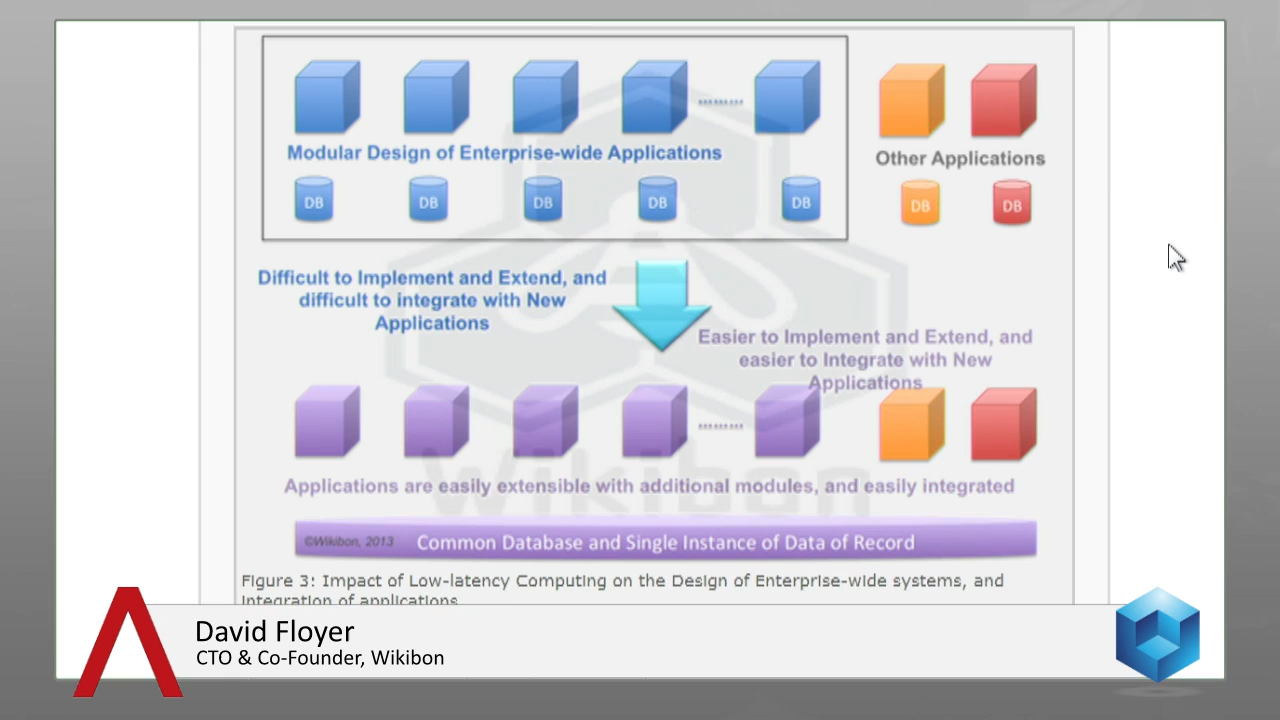 Modular Design of Enterprise-wide Applications
Other Applications
DB DB DB DB DB DB DB
Difficult to Implement and Extend, and
difficult to integrate with New
Applications
Easier to Implement and Extend, and
easier to Integrate with New
Applications
Wikibon
Applications are easily extensible with additional modules, and easily integrated
©Wikibon, 2013 Common Database and Single Instance of Data of Record
Figure 3: Impact of Low-latency Computing on the Design of Enterprise-wide systems, and
integration of applications
David Floyer
CTO & Co-Founder, Wikibon